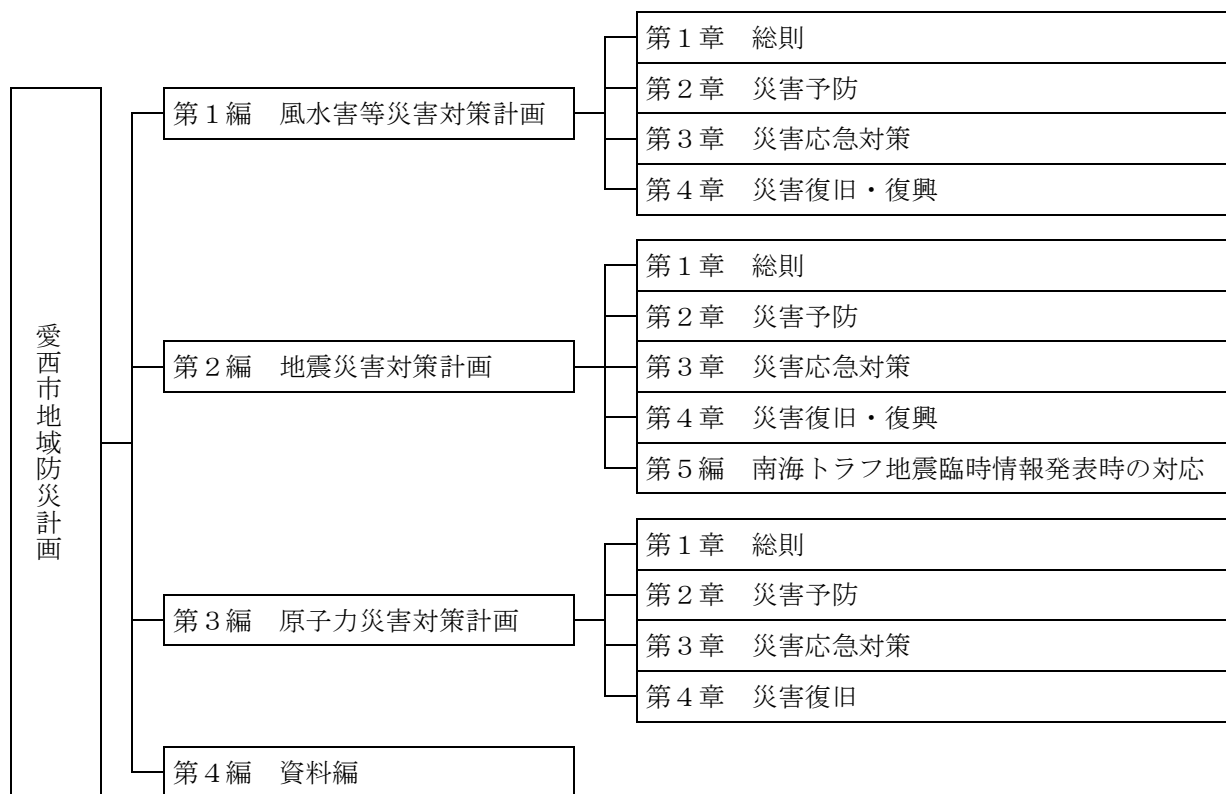 愛西市地域防災計画
第１編　風水害等災害対策計画
第１章　総則
第２章　災害予防
第３章　災害応急対策
第４章　災害復旧・復興
第２編　地震災害対策計画
第１章　総則
第２章　災害予防
第３章　災害応急対策
第４章　災害復旧・復興
第５編　南海トラフ地震臨時情報発表時の対応
第３編　原子力災害対策計画
第１章　総則
第２章　災害予防
第３章　災害応急対策
第４章　災害復旧
第４編　資料編